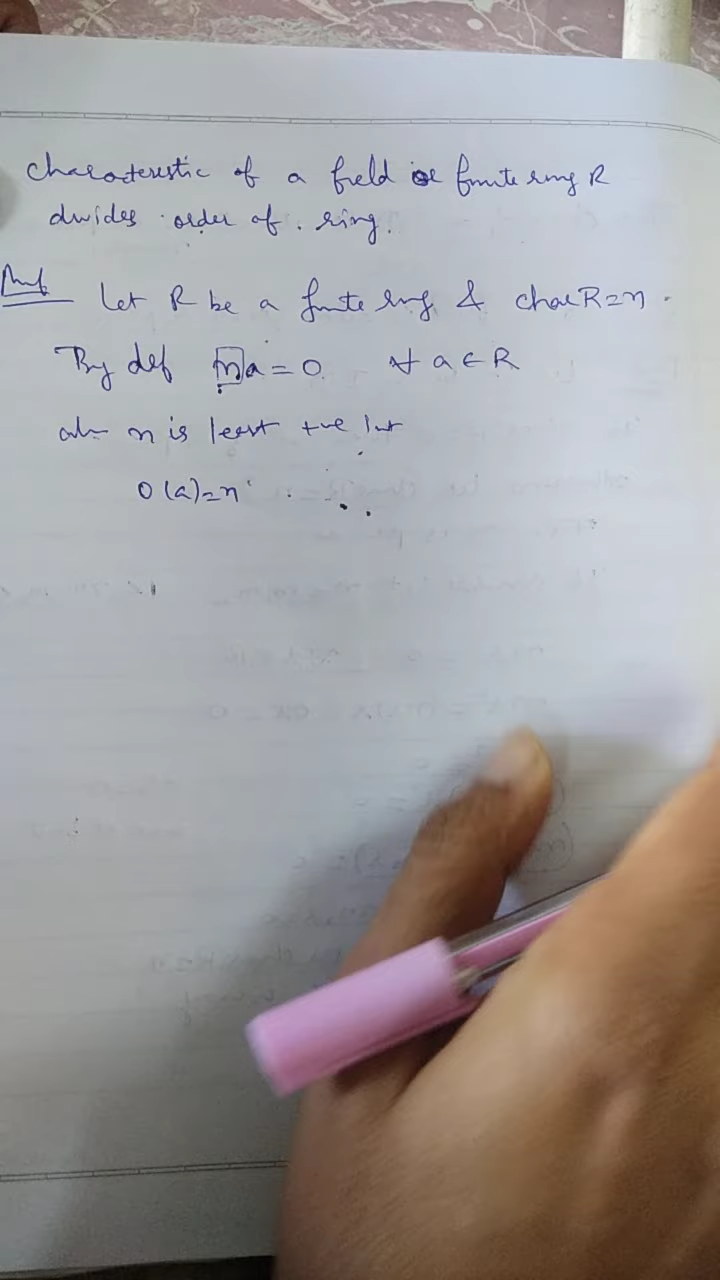 characteristic of a field or finite ring R
divides order of ring.
Proof Let R be a finite ring & char R = n.
By def na = 0 ∀ a ∈ R
n is least +ve Int
O(a) = n